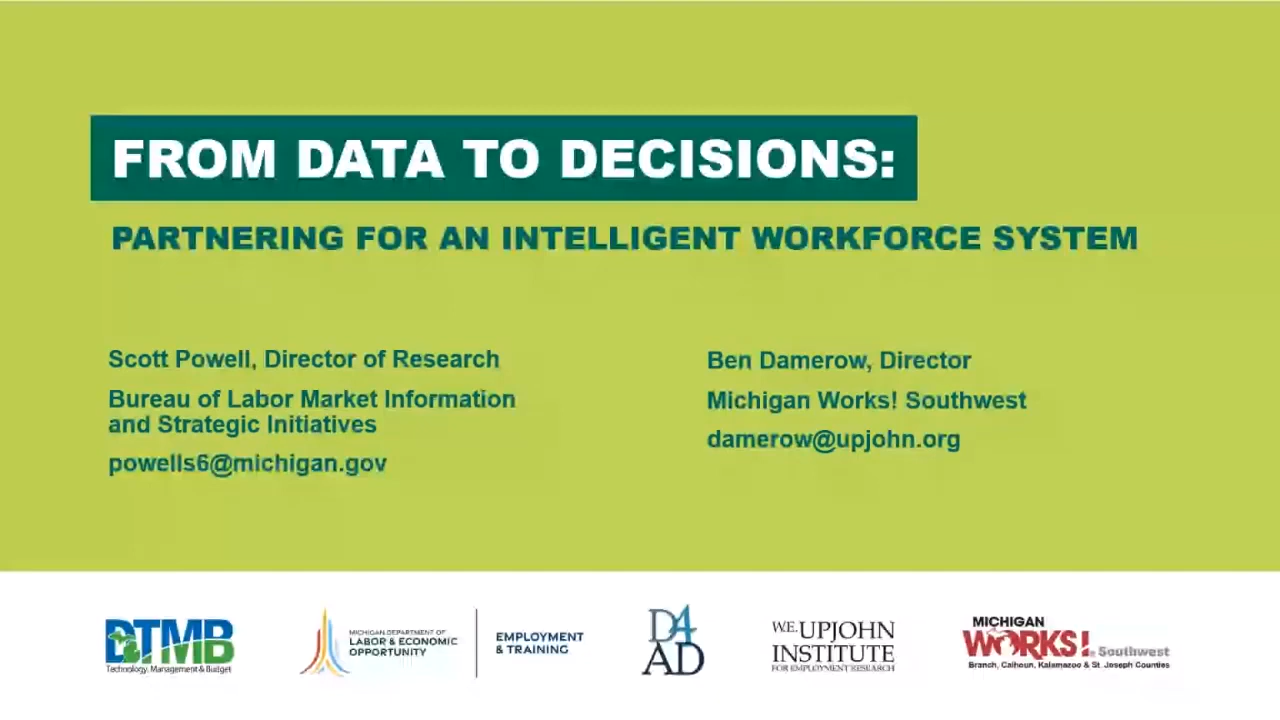 FROM DATA TO DECISIONS:
PARTNERING FOR AN INTELLIGENT WORKFORCE SYSTEM
Scott Powell, Director of Research
Bureau of Labor Market Information
and Strategic Initiatives
powells6@michigan.gov
Ben Damerow, Director
Michigan Works! Southwest
damerow@upjohn.org
DTMB
Technology, Management & Budget
MICHIGAN DEPARTMENT OF
LABOR & ECONOMIC
OPPORTUNITY
EMPLOYMENT
& TRAINING
D4
AD
W.E. UPJOHN
INSTITUTE
FOR EMPLOYMENT RESEARCH
MICHIGAN
WORKS! Southwest
Branch, Calhoun, Kalamazoo & St. Joseph Counties